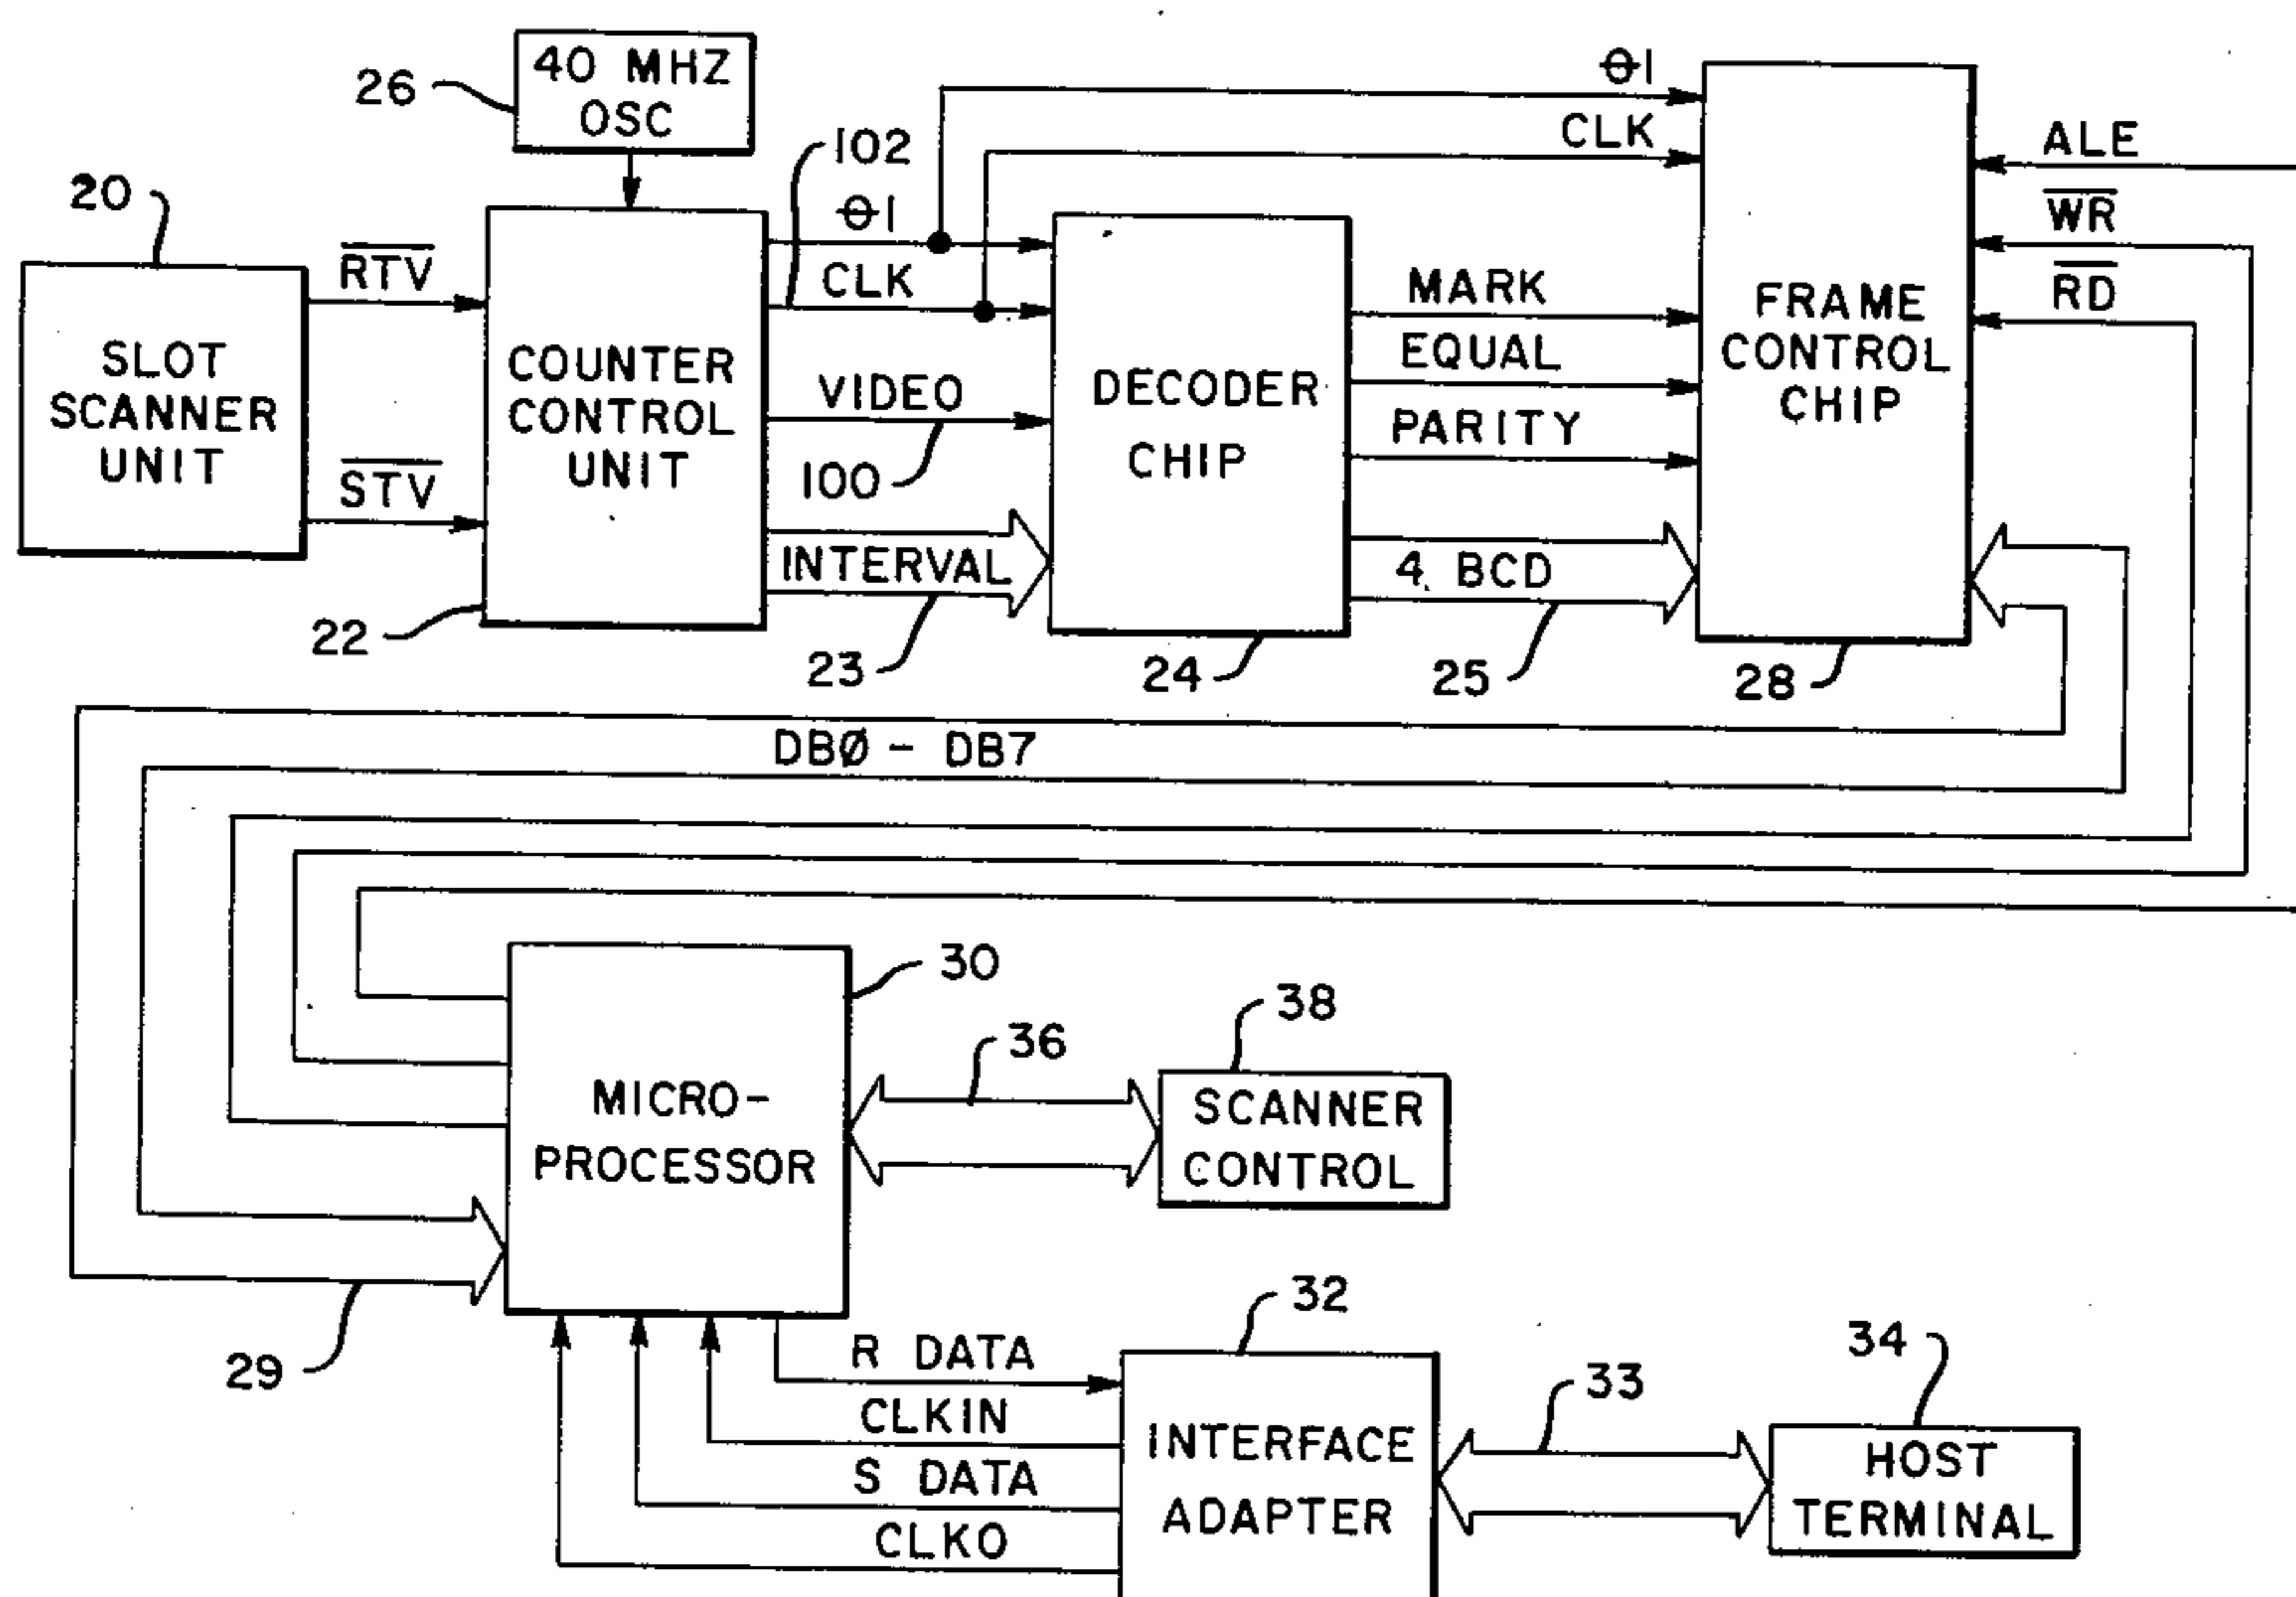 40 MHZ
OSC
26
102
θ1
CLK
ALE
20
θ1
WR
RTV
CLK
RD
MARK
SLOT
SCANNER
UNIT
COUNTER
CONTROL
UNIT
VIDEO
DECODER
CHIP
EQUAL
FRAME
CONTROL
CHIP
PARITY
STV
100
INTERVAL
4 BCD
22
23
24
25
28
DBØ - DB7
30
38
36
MICRO-
PROCESSOR
SCANNER
CONTROL
32
29
R DATA
34
33
CLKIN
INTERFACE
ADAPTER
HOST
TERMINAL
S DATA
CLKO